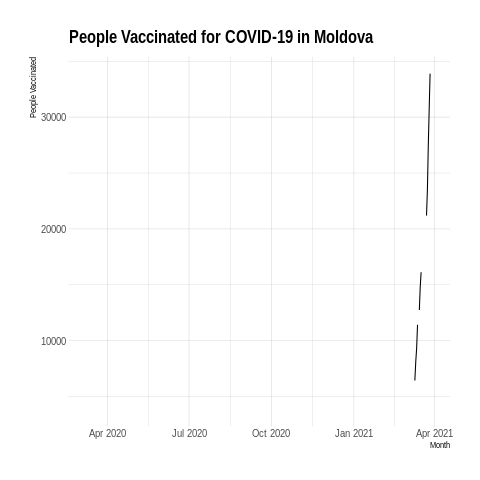 People Vaccinated for COVID-19 in Moldova
People Vaccinated
30000
20000
10000
Apr 2020 Jul 2020 Oct 2020 Jan 2021 Apr 2021
Month